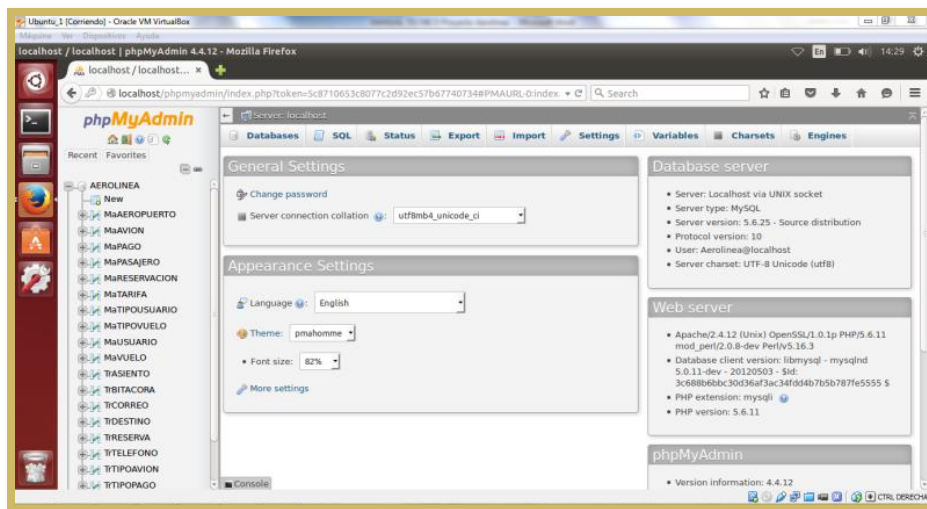 Ubuntu_1 [Corriendo] - Oracle VM VirtualBox
Máquina Ver Dispositivos Ayuda
localhost / localhost | phpMyAdmin 4.4.12 - Mozilla Firefox
En
14:29
localhost / localhost...
localhost/phpmyadmin/index.php?token=5c8710653c8077c2d92ec57b67740734#PMAURL-0:index.
Search
phpMyAdmin
Recent Favorites
AEROLINEA
New
MaAEROPUERTO
MaAVION
MaPAGO
MaPASAJERO
MaRESERVACION
MaTARIFA
MaTIPOUSUARIO
MaTIPOVUELO
MaUSUARIO
MaVUELO
TrASIENTO
TrBITACORA
TrCORREO
TrDESTINO
TrRESERVA
TrTELEFONO
TrTIPOAVION
TrTIPOPAGO
Server: localhost
Databases SQL Status Export Import Settings Variables Charsets Engines
General Settings
Change password
Server connection collation : utf8mb4_unicode_ci
Appearance Settings
Language : English
Theme: pmahomme
• Font size: 82%
More settings
Console
Database server
• Server: Localhost via UNIX socket
• Server type: MySQL
• Server version: 5.6.25 - Source distribution
• Protocol version: 10
• User: Aerolinea@localhost
• Server charset: UTF-8 Unicode (utf8)
Web server
• Apache/2.4.12 (Unix) OpenSSL/1.0.1p PHP/5.6.11
mod_perl/2.0.8-dev Perl/v5.16.3
• Database client version: libmysql - mysqlnd
5.0.11-dev - 20120503 - $Id:
3c688b6bbc30d36af3ac34fdd4b7b5b787fe5555 $
• PHP extension: mysqli
• PHP version: 5.6.11
phpMyAdmin
• Version information: 4.4.12
CTRL DERECHA